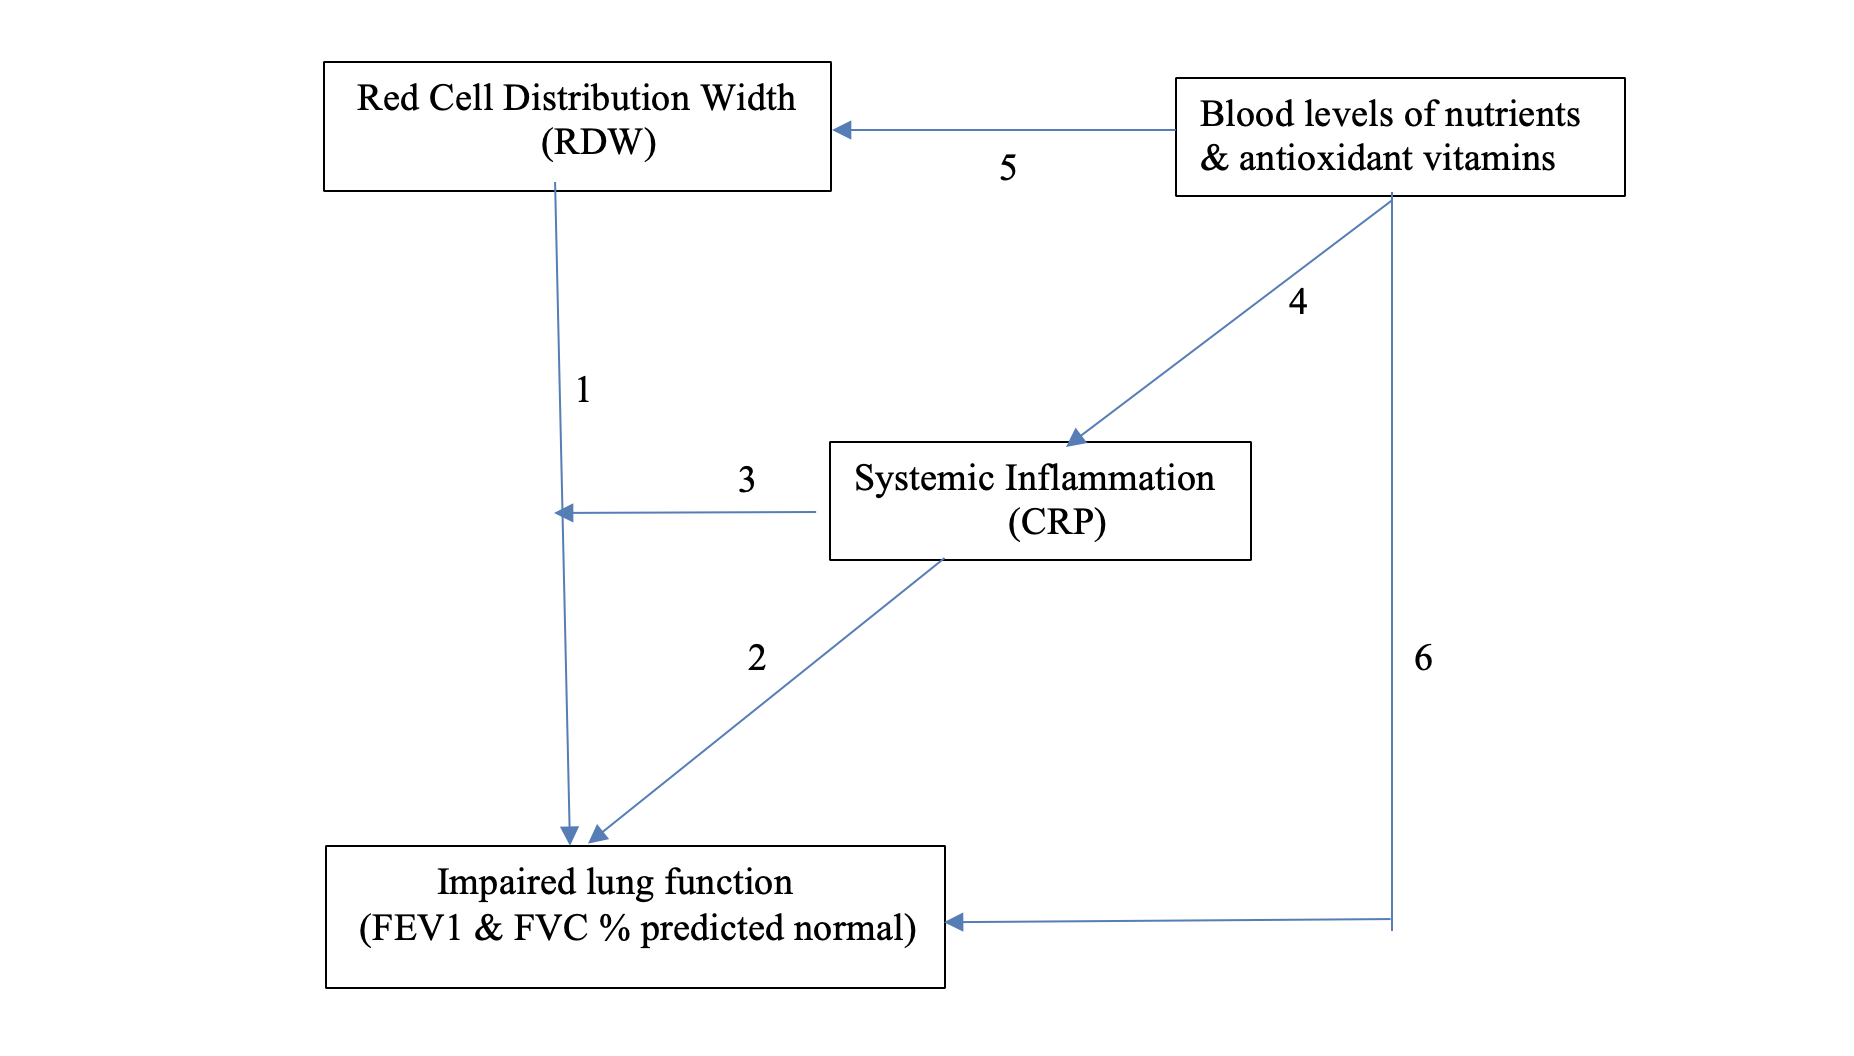 Red Cell Distribution Width
(RDW)
Blood levels of nutrients
& antioxidant vitamins
5
4
1
3
Systemic Inflammation
(CRP)
2
6
Impaired lung function
(FEV1 & FVC % predicted normal)